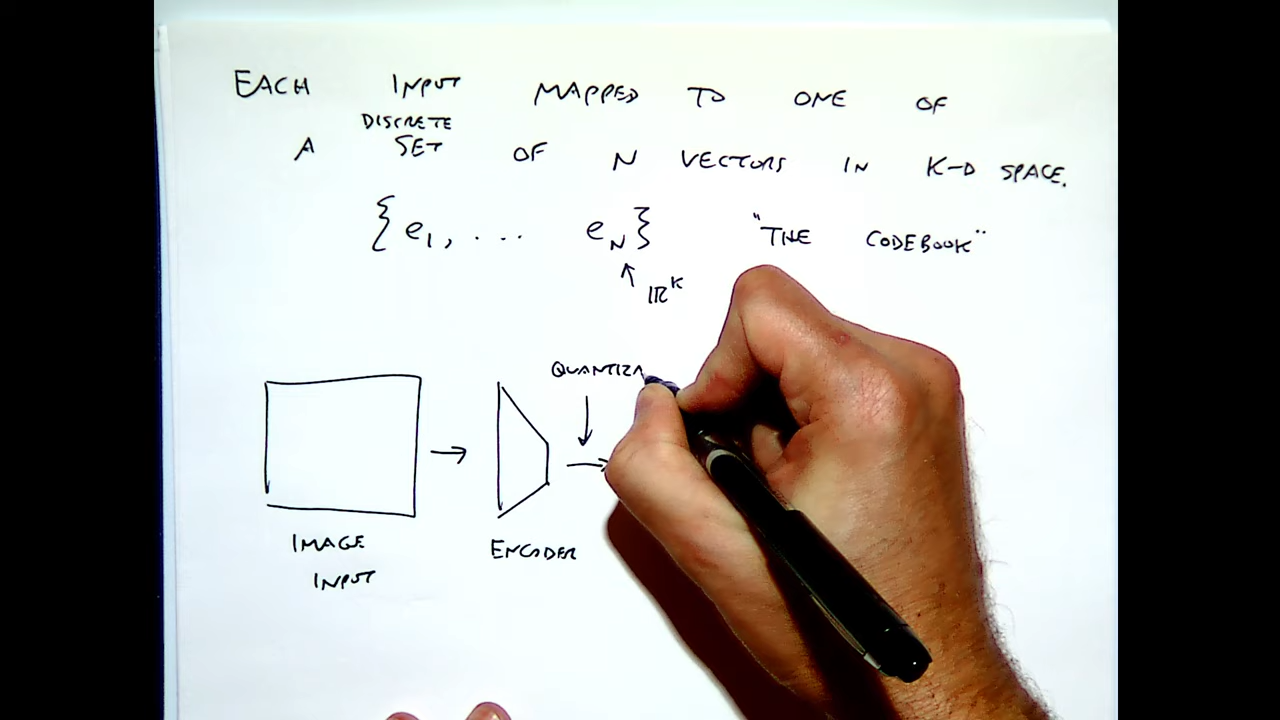 EACH INPUT MAPPED TO ONE OF
A DISCRETE SET OF N VECTORS IN K-D SPACE.
{e1, ... eN} "THE CODEBOOK"
↑ ℝ^K
QUANTIZA
→ ↓ →
IMAGE INPUT
ENCODER